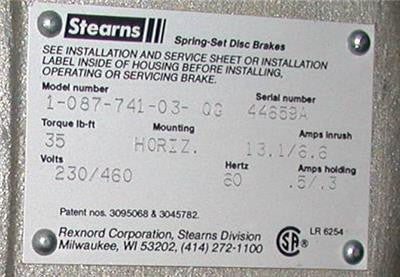 Stearns
Spring-Set Disc Brakes
SEE INSTALLATION AND SERVICE SHEET OR INSTALLATION
LABEL INSIDE OF HOUSING BEFORE INSTALLING,
OPERATING OR SERVICING BRAKE.
Model number Serial number
1-087-741-03- QG 44659A
Torque lb-ft Mounting Amps inrush
35 HORIZ. 13.1/6.6
Volts Hertz Amps holding
230/460 60 .5/.3
Patent nos. 3095068 & 3045782.
Rexnord Corporation, Stearns Division
Milwaukee, WI 53202, (414) 272-1100
SA LR 6254